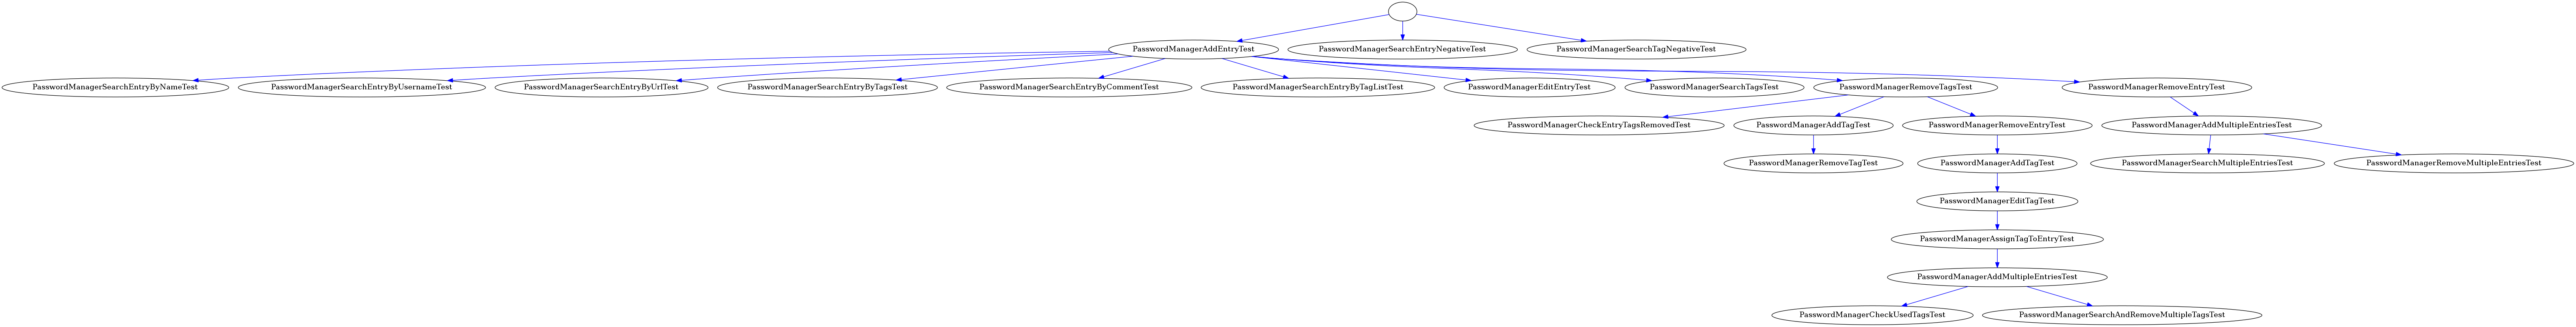 PasswordManagerAddEntryTest
PasswordManagerSearchEntryNegativeTest
PasswordManagerSearchTagNegativeTest
PasswordManagerSearchEntryByNameTest
PasswordManagerSearchEntryByUsernameTest
PasswordManagerSearchEntryByUrlTest
PasswordManagerSearchEntryByTagsTest
PasswordManagerSearchEntryByCommentTest
PasswordManagerSearchEntryByTagListTest
PasswordManagerEditEntryTest
PasswordManagerSearchTagsTest
PasswordManagerRemoveTagsTest
PasswordManagerRemoveEntryTest
PasswordManagerCheckEntryTagsRemovedTest
PasswordManagerAddTagTest
PasswordManagerRemoveEntryTest
PasswordManagerAddMultipleEntriesTest
PasswordManagerRemoveTagTest
PasswordManagerAddTagTest
PasswordManagerSearchMultipleEntriesTest
PasswordManagerRemoveMultipleEntriesTest
PasswordManagerEditTagTest
PasswordManagerAssignTagToEntryTest
PasswordManagerAddMultipleEntriesTest
PasswordManagerCheckUsedTagsTest
PasswordManagerSearchAndRemoveMultipleTagsTest